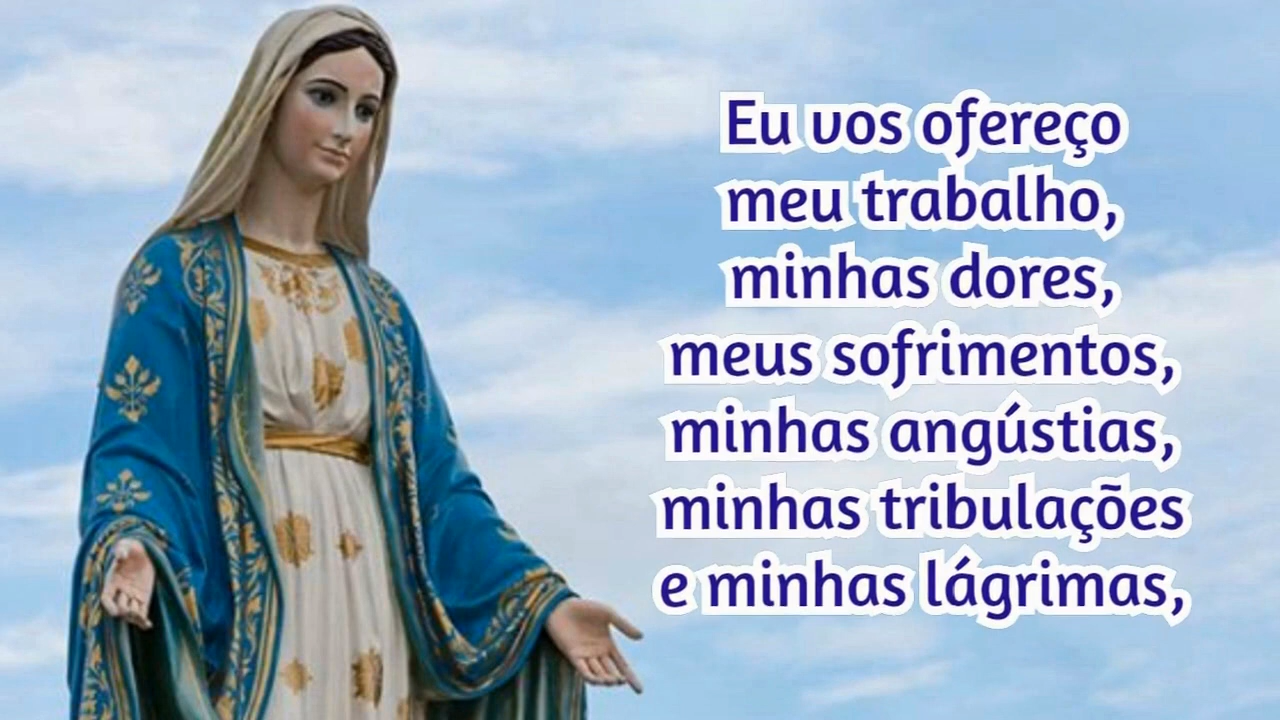 Eu vos ofereço
meu trabalho,
minhas dores,
meus sofrimentos,
minhas angústias,
minhas tribulações
e minhas lágrimas,